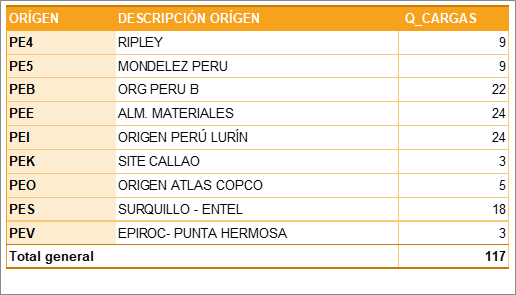 ORÍGEN DESCRIPCIÓN ORÍGEN Q_CARGAS
PE4 RIPLEY 9
PE5 MONDELEZ PERU 9
PEB ORG PERU B 22
PEE ALM. MATERIALES 24
PEI ORIGEN PERÚ LURÍN 24
PEK SITE CALLAO 3
PEO ORIGEN ATLAS COPCO 5
PES SURQUILLO - ENTEL 18
PEV EPIROC- PUNTA HERMOSA 3
Total general 117